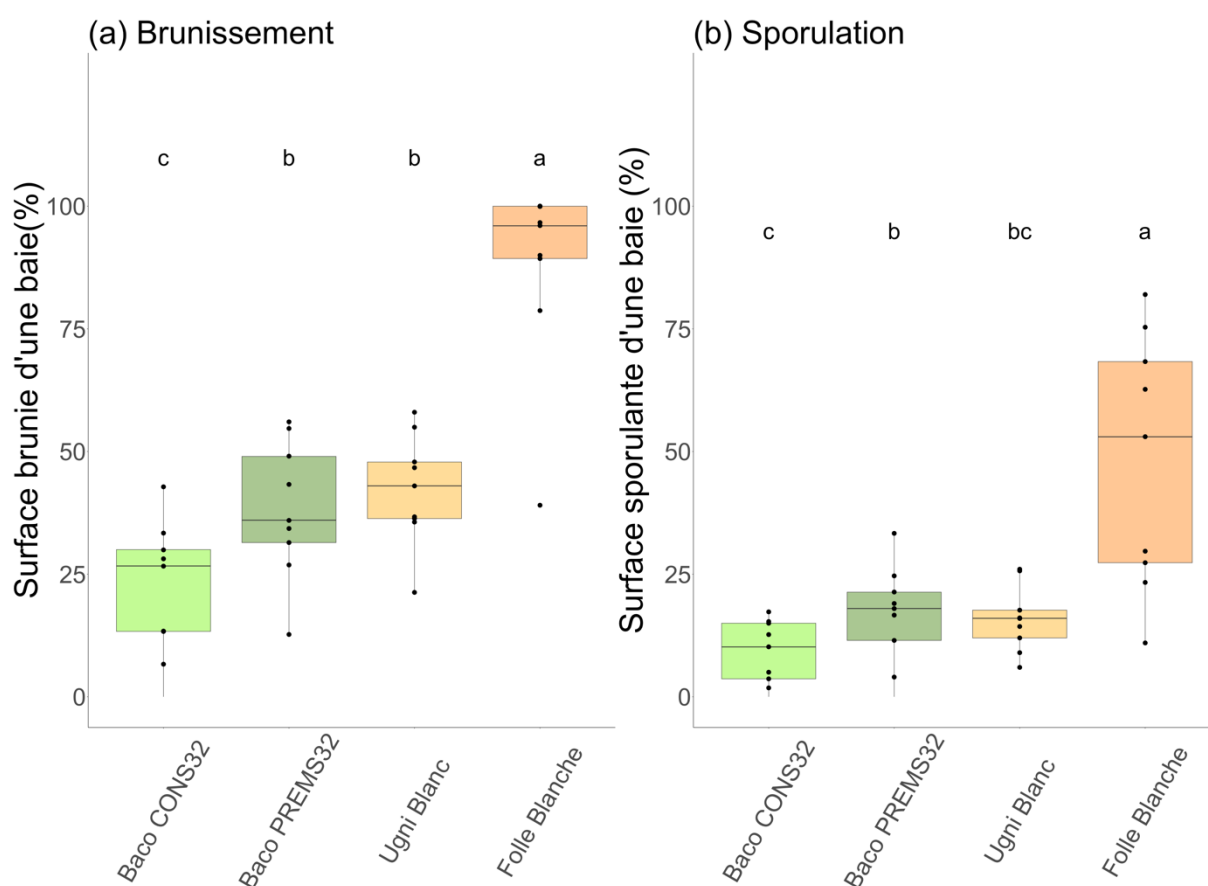 (a) Brunissement
Surface brunie d'une baie(%)
c b b a
100
75
50
25
0
Baco CONS32
Baco PREMS32
Ugni Blanc
Folle Blanche
(b) Sporulation
Surface sporulante d'une baie (%)
c b bc a
100
75
50
25
0
Baco CONS32
Baco PREMS32
Ugni Blanc
Folle Blanche